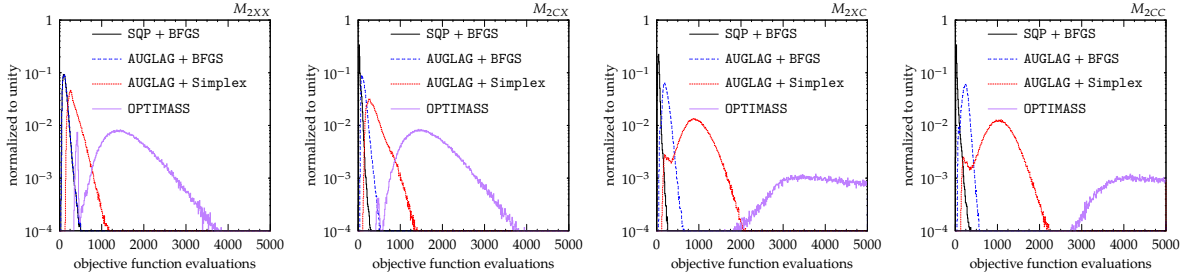 M2XX
1
10−1
10−2
10−3
10−4
normalized to unity
SQP + BFGS
AUGLAG + BFGS
AUGLAG + Simplex
OPTIMASS
0 1000 2000 3000 4000 5000
objective function evaluations
M2CX
1
10−1
10−2
10−3
10−4
normalized to unity
SQP + BFGS
AUGLAG + BFGS
AUGLAG + Simplex
OPTIMASS
0 1000 2000 3000 4000 5000
objective function evaluations
M2XC
1
10−1
10−2
10−3
10−4
normalized to unity
SQP + BFGS
AUGLAG + BFGS
AUGLAG + Simplex
OPTIMASS
0 1000 2000 3000 4000 5000
objective function evaluations
M2CC
1
10−1
10−2
10−3
10−4
normalized to unity
SQP + BFGS
AUGLAG + BFGS
AUGLAG + Simplex
OPTIMASS
0 1000 2000 3000 4000 5000
objective function evaluations